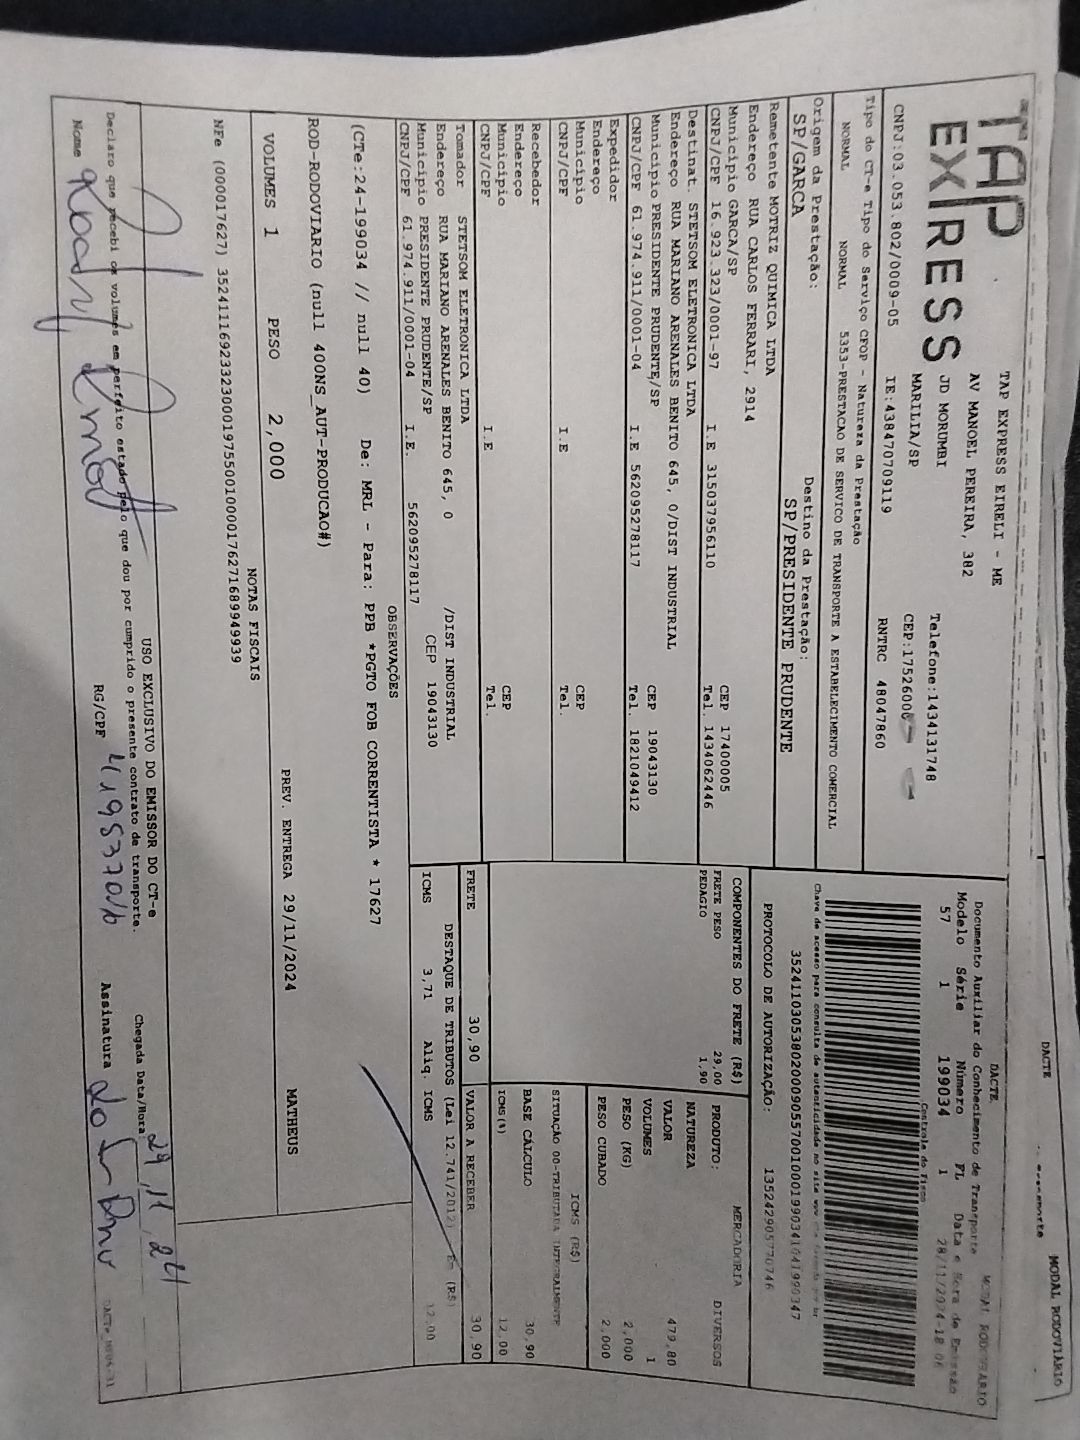 DACTE
MODAL RODOVIÁRIO
TAP EXPRESS
TAP EXPRESS EIRELI - ME
AV MANOEL PEREIRA, 382
JD MORUMBI
MARILIA/SP
Telefone:1434131748
CEP:17526000
CNPJ:03.053.802/0009-05
IE:438470709119
RNTRC 48047860
DACTE
Documento Auxiliar do Conhecimento de Transporte
MODAL RODOVIARIO
Modelo Série Número FL Data e Hora de Emissão
57 1 199034 1 28/11/2024-18:06
Controle do Fisco
Tipo do CT-e Tipo do Serviço CFOP - Natureza da Prestação
NORMAL NORMAL 5353-PRESTACAO DE SERVICO DE TRANSPORTE A ESTABELECIMENTO COMERCIAL
Chave de acesso para consulta de autenticidade no site
Origem da Prestação:
SP/GARCA
Destino da Prestação:
SP/PRESIDENTE PRUDENTE
PROTOCOLO DE AUTORIZAÇÃO:
Remetente MOTRIZ QUIMICA LTDA
Endereço RUA CARLOS FERRARI, 2914
Município GARCA/SP CEP 17400005
CNPJ/CPF 16.923.323/0001-97 I.E 315037956110 Tel. 1434062446
Destinat. STETSOM ELETRONICA LTDA
Endereço RUA MARIANO ARENALES BENITO 645, 0/DIST INDUSTRIAL
Município PRESIDENTE PRUDENTE/SP CEP 19043130
CNPJ/CPF 61.974.911/0001-04 I.E 562095278117 Tel. 1821049412
Expedidor
Endereço
Município CEP
CNPJ/CPF I.E Tel.
Recebedor
Endereço
Município CEP
CNPJ/CPF I.E Tel.
Tomador STETSOM ELETRONICA LTDA
Endereço RUA MARIANO ARENALES BENITO 645, 0 /DIST INDUSTRIAL
Município PRESIDENTE PRUDENTE/SP CEP 19043130
CNPJ/CPF 61.974.911/0001-04 I.E. 562095278117
COMPONENTES DO FRETE (R$)
FRETE PESO 29,00
PEDAGIO 1,90
MERCADORIA
PRODUTO: DIVERSOS
NATUREZA
VALOR 479,80
VOLUMES 1
PESO (KG) 2,000
PESO CUBADO 2,000
ICMS (R$)
SITUAÇÃO 00-TRIBUTADA INTEGRALMENTE
BASE CÁLCULO 30,90
ICMS(%) 12,00
FRETE 30,90
VALOR A RECEBER 30,90
DESTAQUE DE TRIBUTOS (Lei 12.741/2012) Em (R$)
ICMS 3,71 Aliq. ICMS 12,00
OBSERVAÇÕES
(CTe:24-199034 // null 40) De: MRL - Para: PPB *PGTO FOB CORRENTISTA * 17627
ROD-RODOVIARIO (null 400NS_AUT-PRODUCAO#)
VOLUMES 1 PESO 2,000
PREV. ENTREGA 29/11/2024 MATHEUS
NOTAS FISCAIS
NFe (000017627) 35241116923323000197550010000176271689949939
USO EXCLUSIVO DO EMISSOR DO CT-e
Declaro que recebi os volumes em perfeito estado pelo que dou por cumprido o presente contrato de transporte.
Chegada Data/Hora: 29,11,24
Nome RG/CPF Assinatura